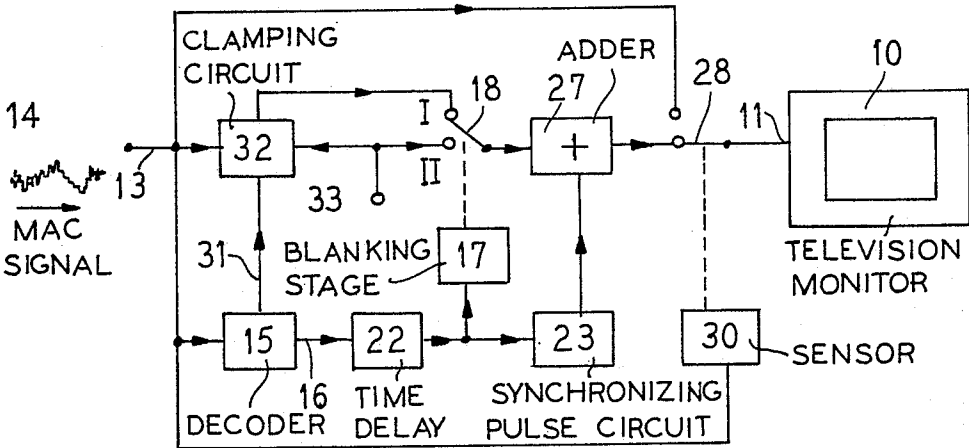 CLAMPING
CIRCUIT
ADDER
10
14
18
27
28
11
I
32
+
13
II
33
MAC
SIGNAL
31
BLANKING
STAGE
17
TELEVISION
MONITOR
15
22
23
30
SENSOR
16
DECODER
TIME
DELAY
SYNCHRONIZING
PULSE CIRCUIT